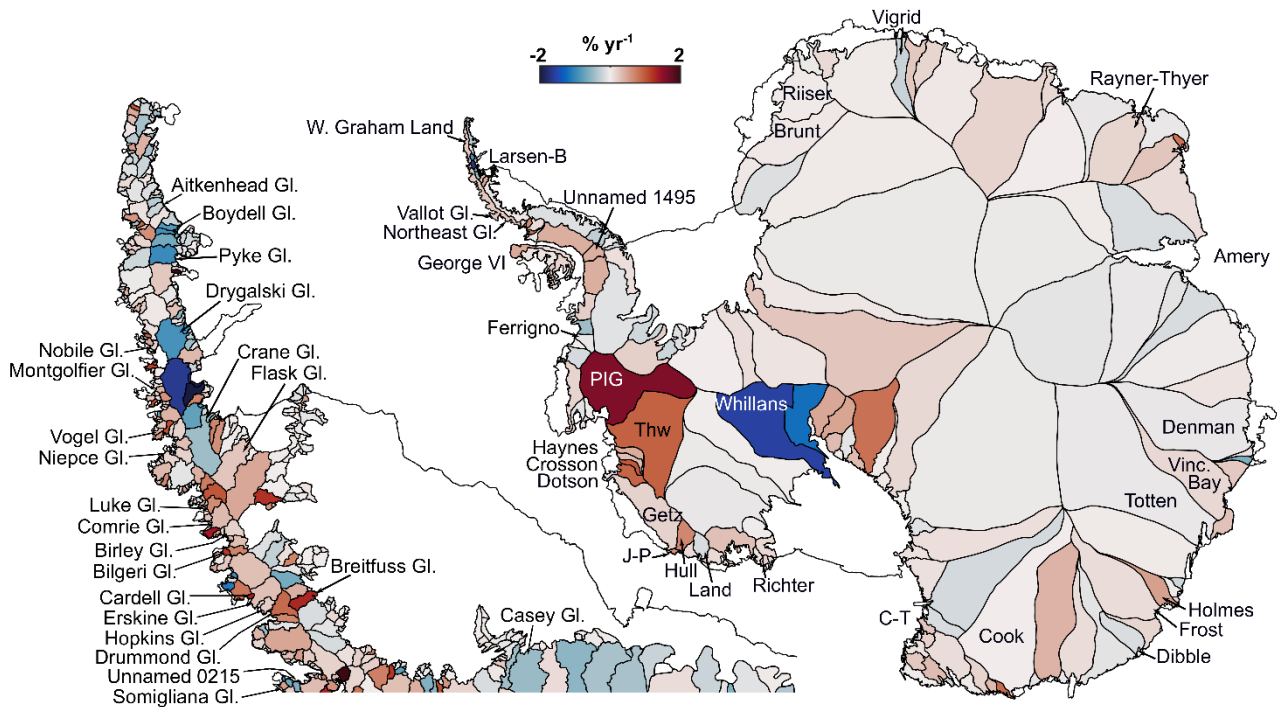 % yr-1
-2
2
Vigrid
Rayner-Thyer
Riiser
Brunt
Amery
Denman
Vinc.
Bay
Totten
Holmes
Frost
Dibble
Cook
C-T
W. Graham Land
Larsen-B
Unnamed 1495
Vallot Gl.
Northeast Gl.
George VI
Ferrigno
PIG
Whillans
Thw
Haynes
Crosson
Dotson
Getz
J-P
Hull
Land
Richter
Aitkenhead Gl.
Boydell Gl.
Pyke Gl.
Drygalski Gl.
Nobile Gl.
Montgolfier Gl.
Crane Gl.
Flask Gl.
Vogel Gl.
Niepce Gl.
Luke Gl.
Comrie Gl.
Birley Gl.
Bilgeri Gl.
Breitfuss Gl.
Cardell Gl.
Erskine Gl.
Hopkins Gl.
Drummond Gl.
Unnamed 0215
Somigliana Gl.
Casey Gl.